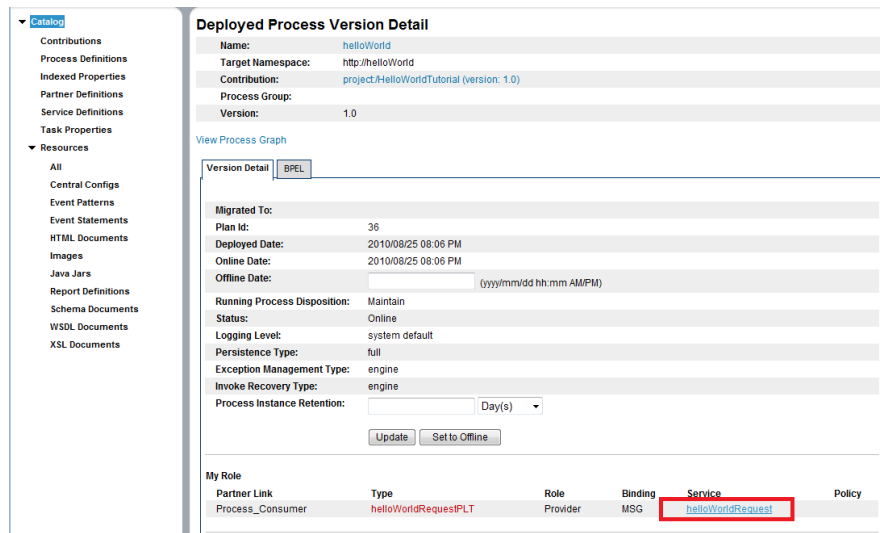 Catalog
Contributions
Process Definitions
Indexed Properties
Partner Definitions
Service Definitions
Task Properties
Resources
All
Central Configs
Event Patterns
Event Statements
HTML Documents
Images
Java Jars
Report Definitions
Schema Documents
WSDL Documents
XSL Documents
Deployed Process Version Detail
Name: helloWorld
Target Namespace: http://helloWorld
Contribution: project:/HelloWorldTutorial (version: 1.0)
Process Group:
Version: 1.0
View Process Graph
Version Detail BPEL
Migrated To:
Plan Id: 36
Deployed Date: 2010/08/25 08:06 PM
Online Date: 2010/08/25 08:06 PM
Offline Date: (yyyy/mm/dd hh:mm AM/PM)
Running Process Disposition: Maintain
Status: Online
Logging Level: system default
Persistence Type: full
Exception Management Type: engine
Invoke Recovery Type: engine
Process Instance Retention: Day(s)
Update Set to Offline
My Role
Partner Link Type Role Binding Service Policy
Process_Consumer helloWorldRequestPLT Provider MSG helloWorldRequest